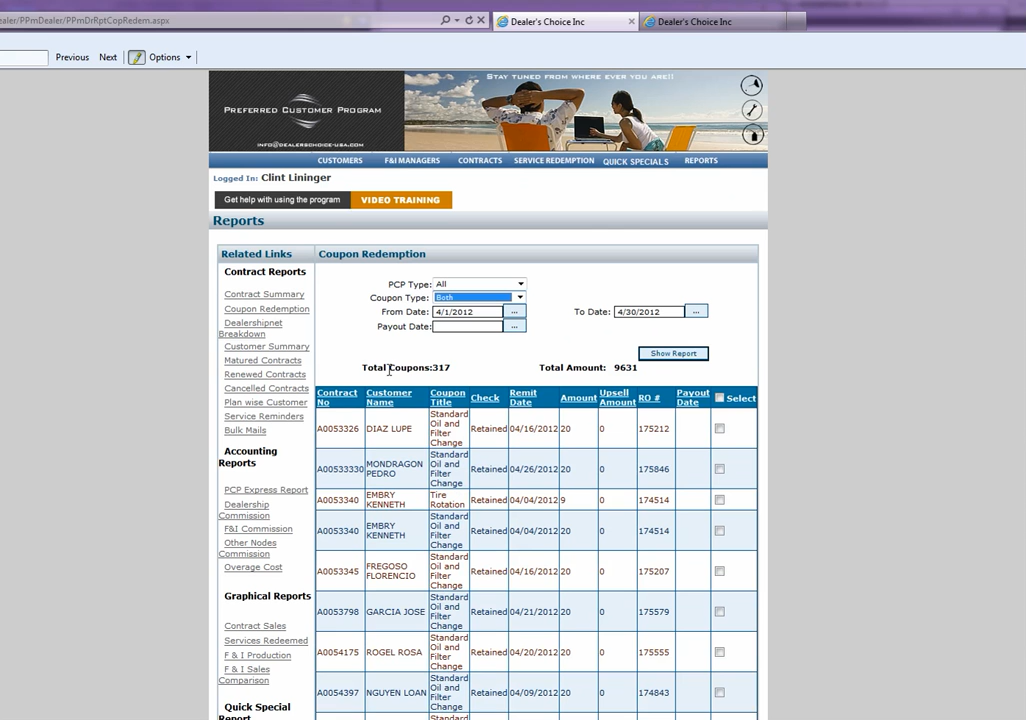 ealer/PPmDealer/PPmDrRptCopRedem.aspx
Dealer's Choice Inc
Dealer's Choice Inc
Previous Next Options
STAY TUNED FROM WHERE EVER YOU ARE!!
PREFERRED CUSTOMER PROGRAM
INFO@DEALERSCHOICE-USA.COM
CUSTOMERS F&I MANAGERS CONTRACTS SERVICE REDEMPTION QUICK SPECIALS REPORTS
Logged In: Clint Lininger
Get help with using the program VIDEO TRAINING
Reports
Related Links
Contract Reports
Contract Summary
Coupon Redemption
Dealershipnet
Breakdown
Customer Summary
Matured Contracts
Renewed Contracts
Cancelled Contracts
Plan wise Customer
Service Reminders
Bulk Mails
Accounting
Reports
PCP Express Report
Dealership
Commission
F&I Commission
Other Nodes
Commission
Overage Cost
Graphical Reports
Contract Sales
Services Redeemed
F & I Production
F & I Sales
Comparison
Quick Special
Report
Coupon Redemption
PCP Type: All
Coupon Type: Both
From Date: 4/1/2012 ... To Date: 4/30/2012 ...
Payout Date: ...
Show Report
Total Coupons:317 Total Amount: 9631
Contract No Customer Name Coupon Title Check Remit Date Amount Upsell Amount RO # Payout Date Select
A0053326 DIAZ LUPE Standard Oil and Filter Change Retained 04/16/2012 20 0 175212
A00533330 MONDRAGON PEDRO Standard Oil and Filter Change Retained 04/26/2012 20 0 175846
A0053340 EMBRY KENNETH Tire Rotation Retained 04/04/2012 9 0 174514
A0053340 EMBRY KENNETH Standard Oil and Filter Change Retained 04/04/2012 20 0 174514
A0053345 FREGOSO FLORENCIO Standard Oil and Filter Change Retained 04/16/2012 20 0 175207
A0053798 GARCIA JOSE Standard Oil and Filter Change Retained 04/21/2012 20 0 175579
A0054175 ROGEL ROSA Standard Oil and Filter Change Retained 04/20/2012 20 0 175555
A0054397 NGUYEN LOAN Standard Oil and Filter Change Retained 04/09/2012 20 0 174843
Standard